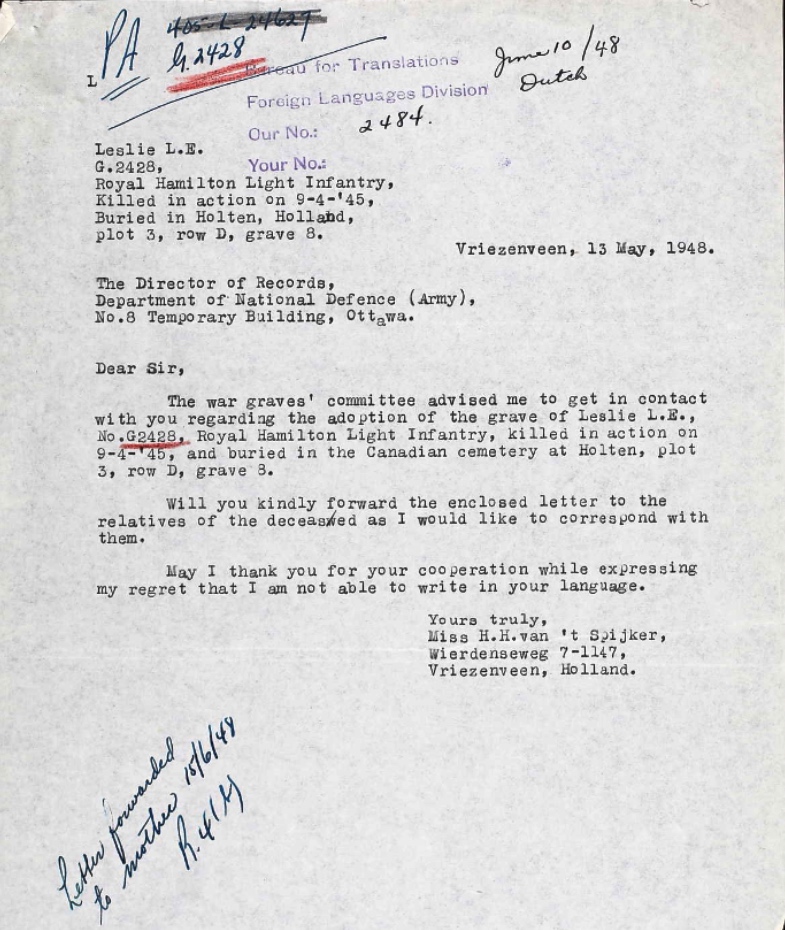 PA
405-L-24627
G.2428
L
June 10/48
Dutch
Bureau for Translations
Foreign Languages Division
Our No.: 2484.
Your No.:
Leslie L.E.
G.2428,
Royal Hamilton Light Infantry,
Killed in action on 9-4-'45,
Buried in Holten, Holland,
plot 3, row D, grave 8.
Vriezenveen, 13 May, 1948.
The Director of Records,
Department of National Defence (Army),
No.8 Temporary Building, Ottawa.
Dear Sir,
The war graves' committee advised me to get in contact
with you regarding the adoption of the grave of Leslie L.E.,
No.G2428, Royal Hamilton Light Infantry, killed in action on
9-4-'45, and buried in the Canadian cemetery at Holten, plot
3, row D, grave 8.
Will you kindly forward the enclosed letter to the
relatives of the deceased as I would like to correspond with
them.
May I thank you for your cooperation while expressing
my regret that I am not able to write in your language.
Yours truly,
Miss H.H.van 't Spijker,
Wierdenseweg 7-1147,
Vriezenveen, Holland.
Letter forwarded
to mother 15/6/48